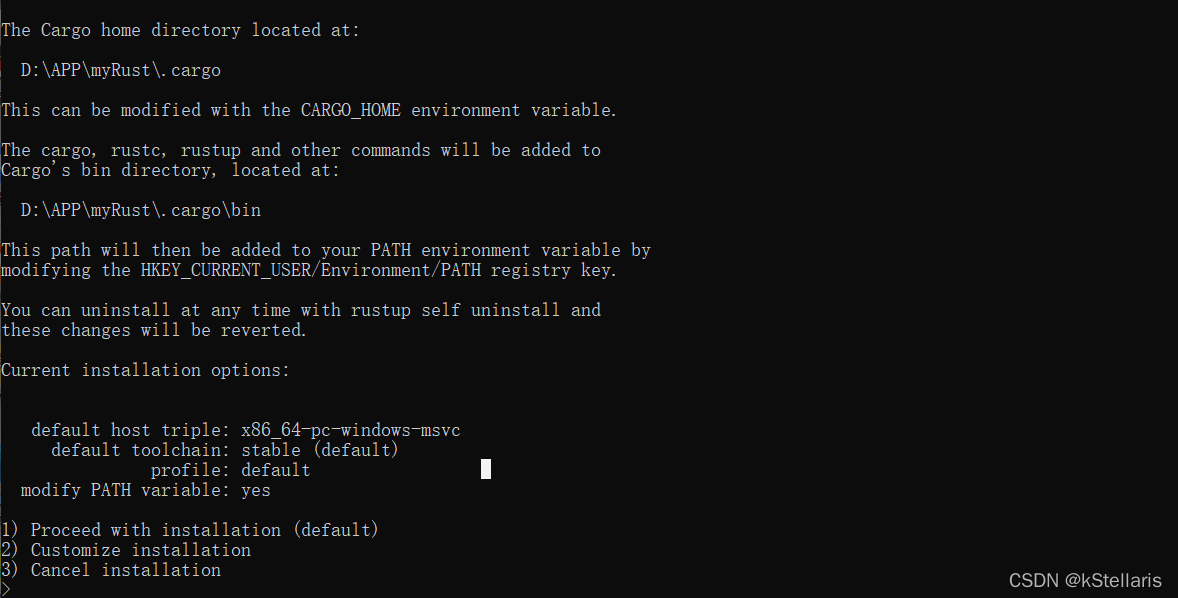 The Cargo home directory located at:
D:\APP\myRust\.cargo
This can be modified with the CARGO_HOME environment variable.
The cargo, rustc, rustup and other commands will be added to
Cargo's bin directory, located at:
D:\APP\myRust\.cargo\bin
This path will then be added to your PATH environment variable by
modifying the HKEY_CURRENT_USER/Environment/PATH registry key.
You can uninstall at any time with rustup self uninstall and
these changes will be reverted.
Current installation options:
default host triple: x86_64-pc-windows-msvc
default toolchain: stable (default)
profile: default
modify PATH variable: yes
1) Proceed with installation (default)
2) Customize installation
3) Cancel installation
>
CSDN @kStellaris